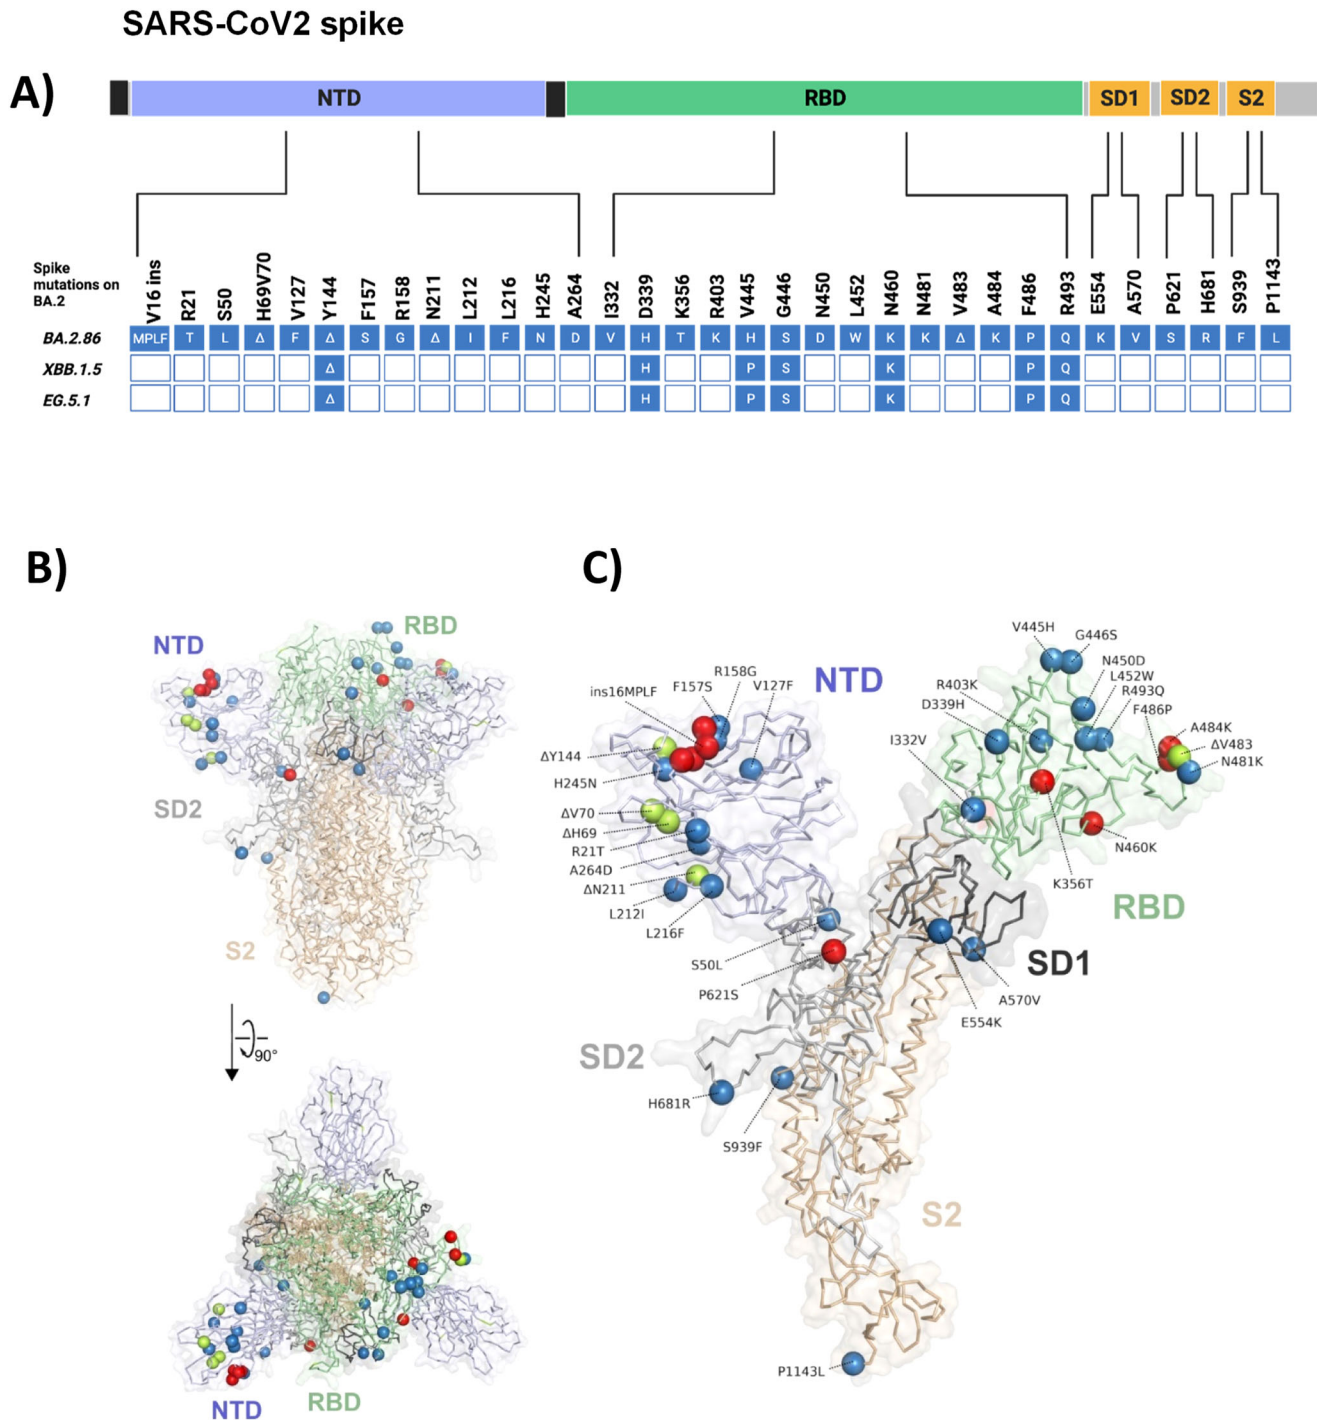 SARS-CoV2 spike
A)
NTD RBD SD1 SD2 S2
Spike
mutations on
BA.2
V16 ins R21 S50 H69V70 V127 Y144 F157 R158 N211 L212 L216 H245 A264 I332 D339 K356 R403 V445 G446 N450 L452 N460 N481 V483 A484 F486 R493 E554 A570 P621 H681 S939 P1143
BA.2.86 MPLF T L Δ F Δ S G Δ I F N D V H T K H S D W K K Δ K P Q K V S R F L
XBB.1.5 Δ H P S K P Q
EG.5.1 Δ H P S K P Q
B)
NTD
RBD
SD2
S2
90°
NTD
RBD
C)
V445H
G446S
N450D
L452W
R493Q
F486P
R403K
D339H
I332V
A484K
ΔV483
N481K
N460K
K356T
RBD
NTD
R158G
F157S
V127F
ins16MPLF
ΔY144
H245N
ΔV70
ΔH69
R21T
A264D
ΔN211
L212I
L216F
S50L
P621S
SD1
A570V
E554K
SD2
H681R
S939F
S2
P1143L